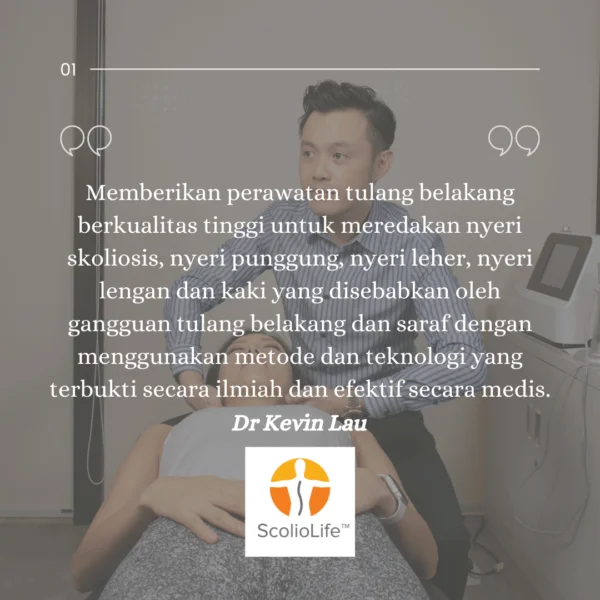 01
Memberikan perawatan tulang belakang
berkualitas tinggi untuk meredakan nyeri
skoliosis, nyeri punggung, nyeri leher, nyeri
lengan dan kaki yang disebabkan oleh
gangguan tulang belakang dan saraf dengan
menggunakan metode dan teknologi yang
terbukti secara ilmiah dan efektif secara medis.
Dr Kevin Lau
ScolioLife™